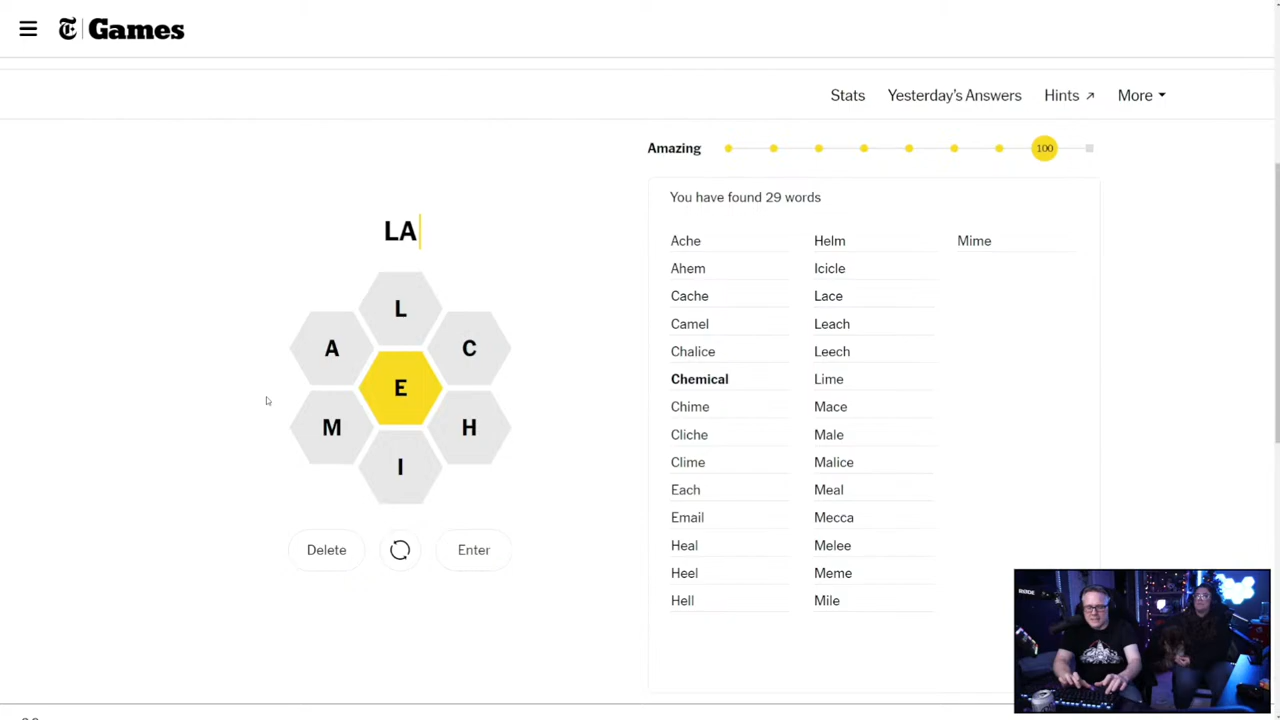 Games
Stats Yesterday's Answers Hints ↗ More
Amazing 100
You have found 29 words
LA
L
A C
E
M H
I
Delete Enter
Ache Helm Mime
Ahem Icicle
Cache Lace
Camel Leach
Chalice Leech
Chemical Lime
Chime Mace
Cliche Male
Clime Malice
Each Meal
Email Mecca
Heal Melee
Heel Meme
Hell Mile
RØDE